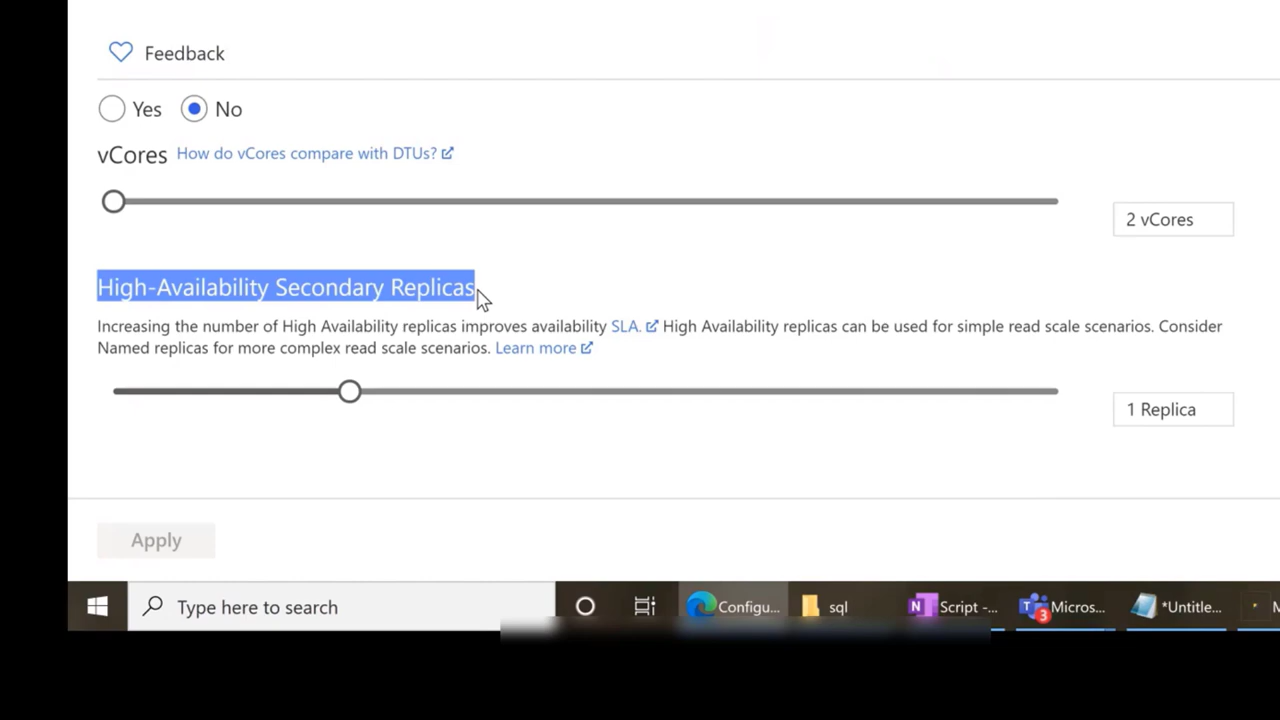 Feedback
Yes No
vCores How do vCores compare with DTUs?
2 vCores
High-Availability Secondary Replicas
Increasing the number of High Availability replicas improves availability SLA. High Availability replicas can be used for simple read scale scenarios. Consider
Named replicas for more complex read scale scenarios. Learn more
1 Replica
Apply
Type here to search Configu... sql N Script -... T 3 Micros... *Untitle... M